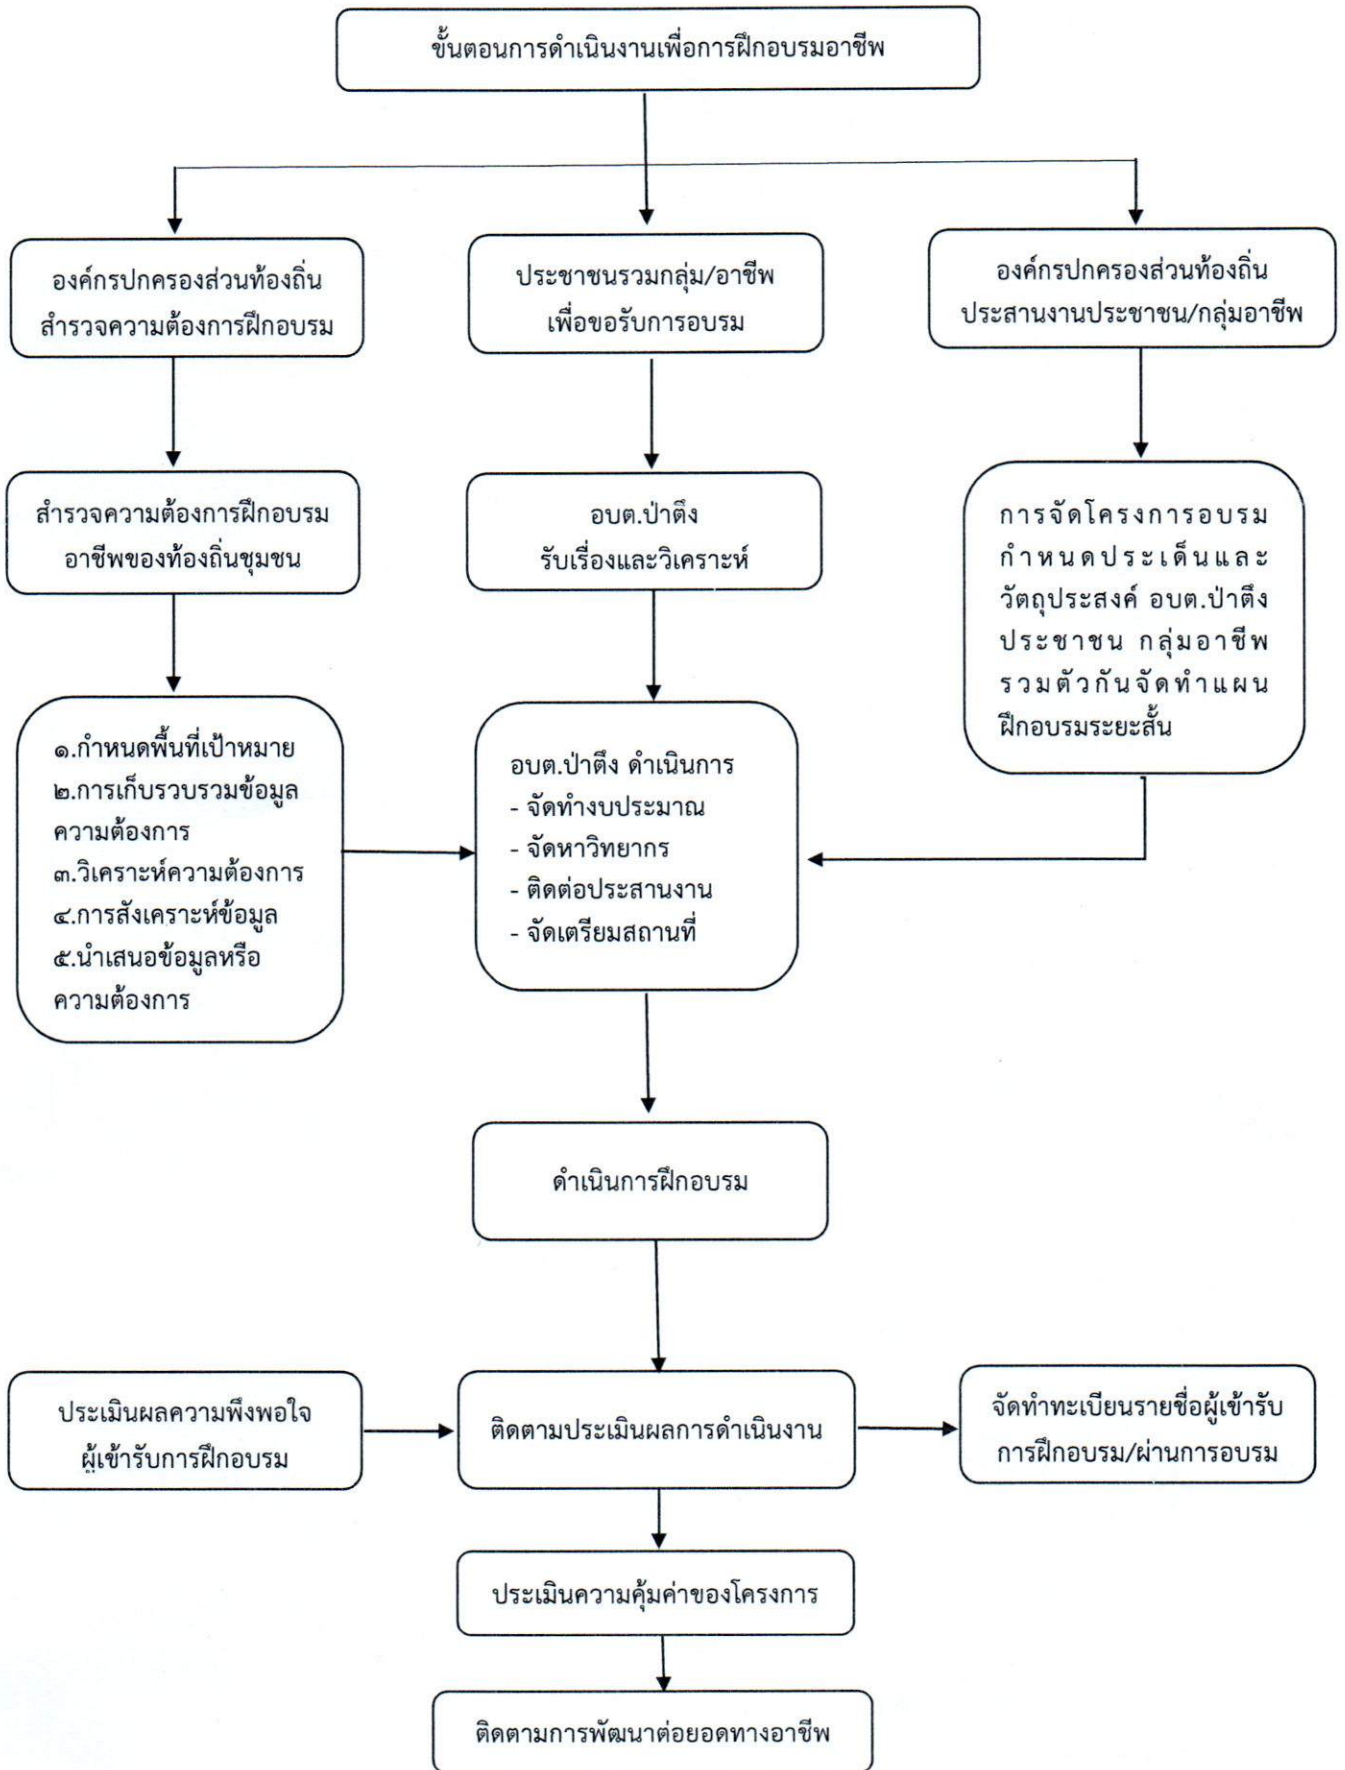 ขั้นตอนการดำเนินงานเพื่อการฝึกอบรมอาชีพ
องค์กรปกครองส่วนท้องถิ่น
สำรวจความต้องการฝึกอบรม
ประชาชนรวมกลุ่ม/อาชีพ
เพื่อขอรับการอบรม
องค์กรปกครองส่วนท้องถิ่น
ประสานงานประชาชน/กลุ่มอาชีพ
สำรวจความต้องการฝึกอบรม
อาชีพของท้องถิ่นชุมชน
อบต.ป่าตึง
รับเรื่องและวิเคราะห์
การจัดโครงการอบรม
กำหนดประเด็นและ
วัตถุประสงค์ อบต.ป่าตึง
ประชาชน กลุ่มอาชีพ
รวมตัวกันจัดทำแผน
ฝึกอบรมระยะสั้น
๑.กำหนดพื้นที่เป้าหมาย
๒.การเก็บรวบรวมข้อมูล
ความต้องการ
๓.วิเคราะห์ความต้องการ
๔.การสังเคราะห์ข้อมูล
๕.นำเสนอข้อมูลหรือ
ความต้องการ
อบต.ป่าตึง ดำเนินการ
- จัดทำงบประมาณ
- จัดหาวิทยากร
- ติดต่อประสานงาน
- จัดเตรียมสถานที่
ดำเนินการฝึกอบรม
ประเมินผลความพึงพอใจ
ผู้เข้ารับการฝึกอบรม
ติดตามประเมินผลการดำเนินงาน
จัดทำทะเบียนรายชื่อผู้เข้ารับ
การฝึกอบรม/ผ่านการอบรม
ประเมินความคุ้มค่าของโครงการ
ติดตามการพัฒนาต่อยอดทางอาชีพ